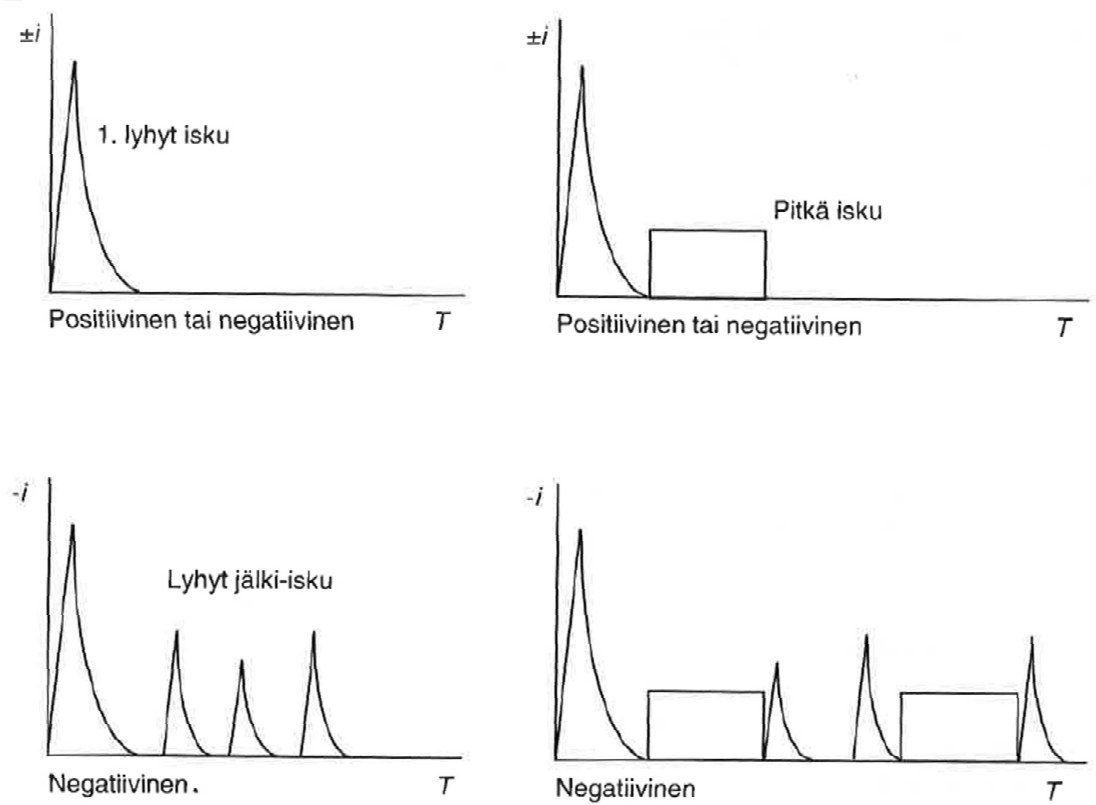 ±i
1. lyhyt isku
Positiivinen tai negatiivinen T
±i
Pitkä isku
Positiivinen tai negatiivinen T
-i
Lyhyt jälki-isku
Negatiivinen. T
-i
Negatiivinen T